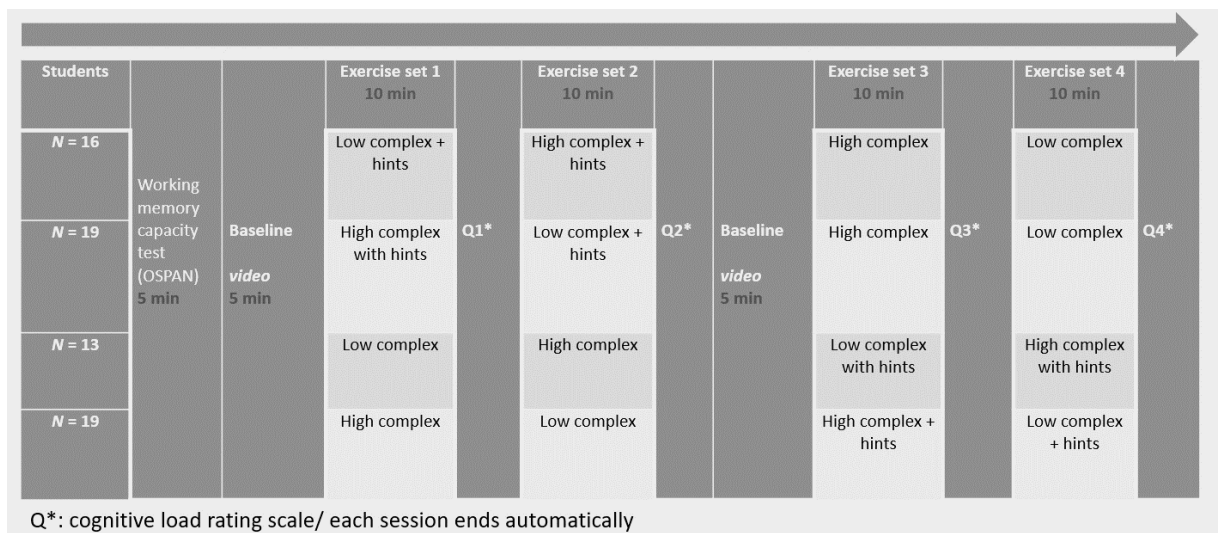 Students
Exercise set 1
10 min
Exercise set 2
10 min
Exercise set 3
10 min
Exercise set 4
10 min
N = 16
Low complex +
hints
High complex +
hints
High complex
Low complex
Working
memory
capacity
test
(OSPAN)
5 min
Baseline
video
5 min
N = 19
High complex
with hints
Q1*
Low complex +
hints
Q2*
Baseline
video
5 min
High complex
Q3*
Low complex
Q4*
N = 13
Low complex
High complex
Low complex
with hints
High complex
with hints
N = 19
High complex
Low complex
High complex +
hints
Low complex
+ hints
Q*: cognitive load rating scale/ each session ends automatically